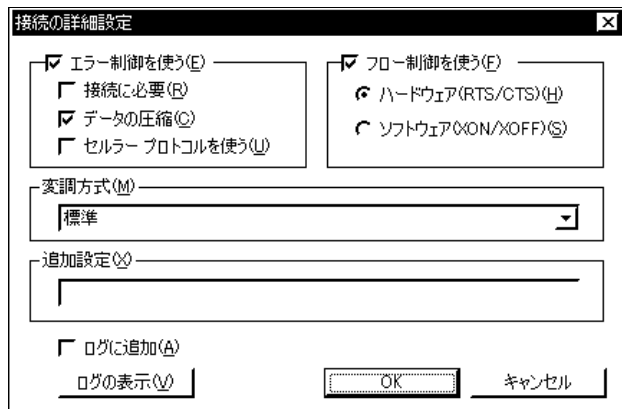 接続の詳細設定
エラー制御を使う(E)
接続に必要(R)
データの圧縮(C)
セルラー プロトコルを使う(U)
フロー制御を使う(F)
ハードウェア(RTS/CTS)(H)
ソフトウェア(XON/XOFF)(S)
変調方式(M)
標準
追加設定(X)
ログに追加(A)
ログの表示(V)
OK
キャンセル